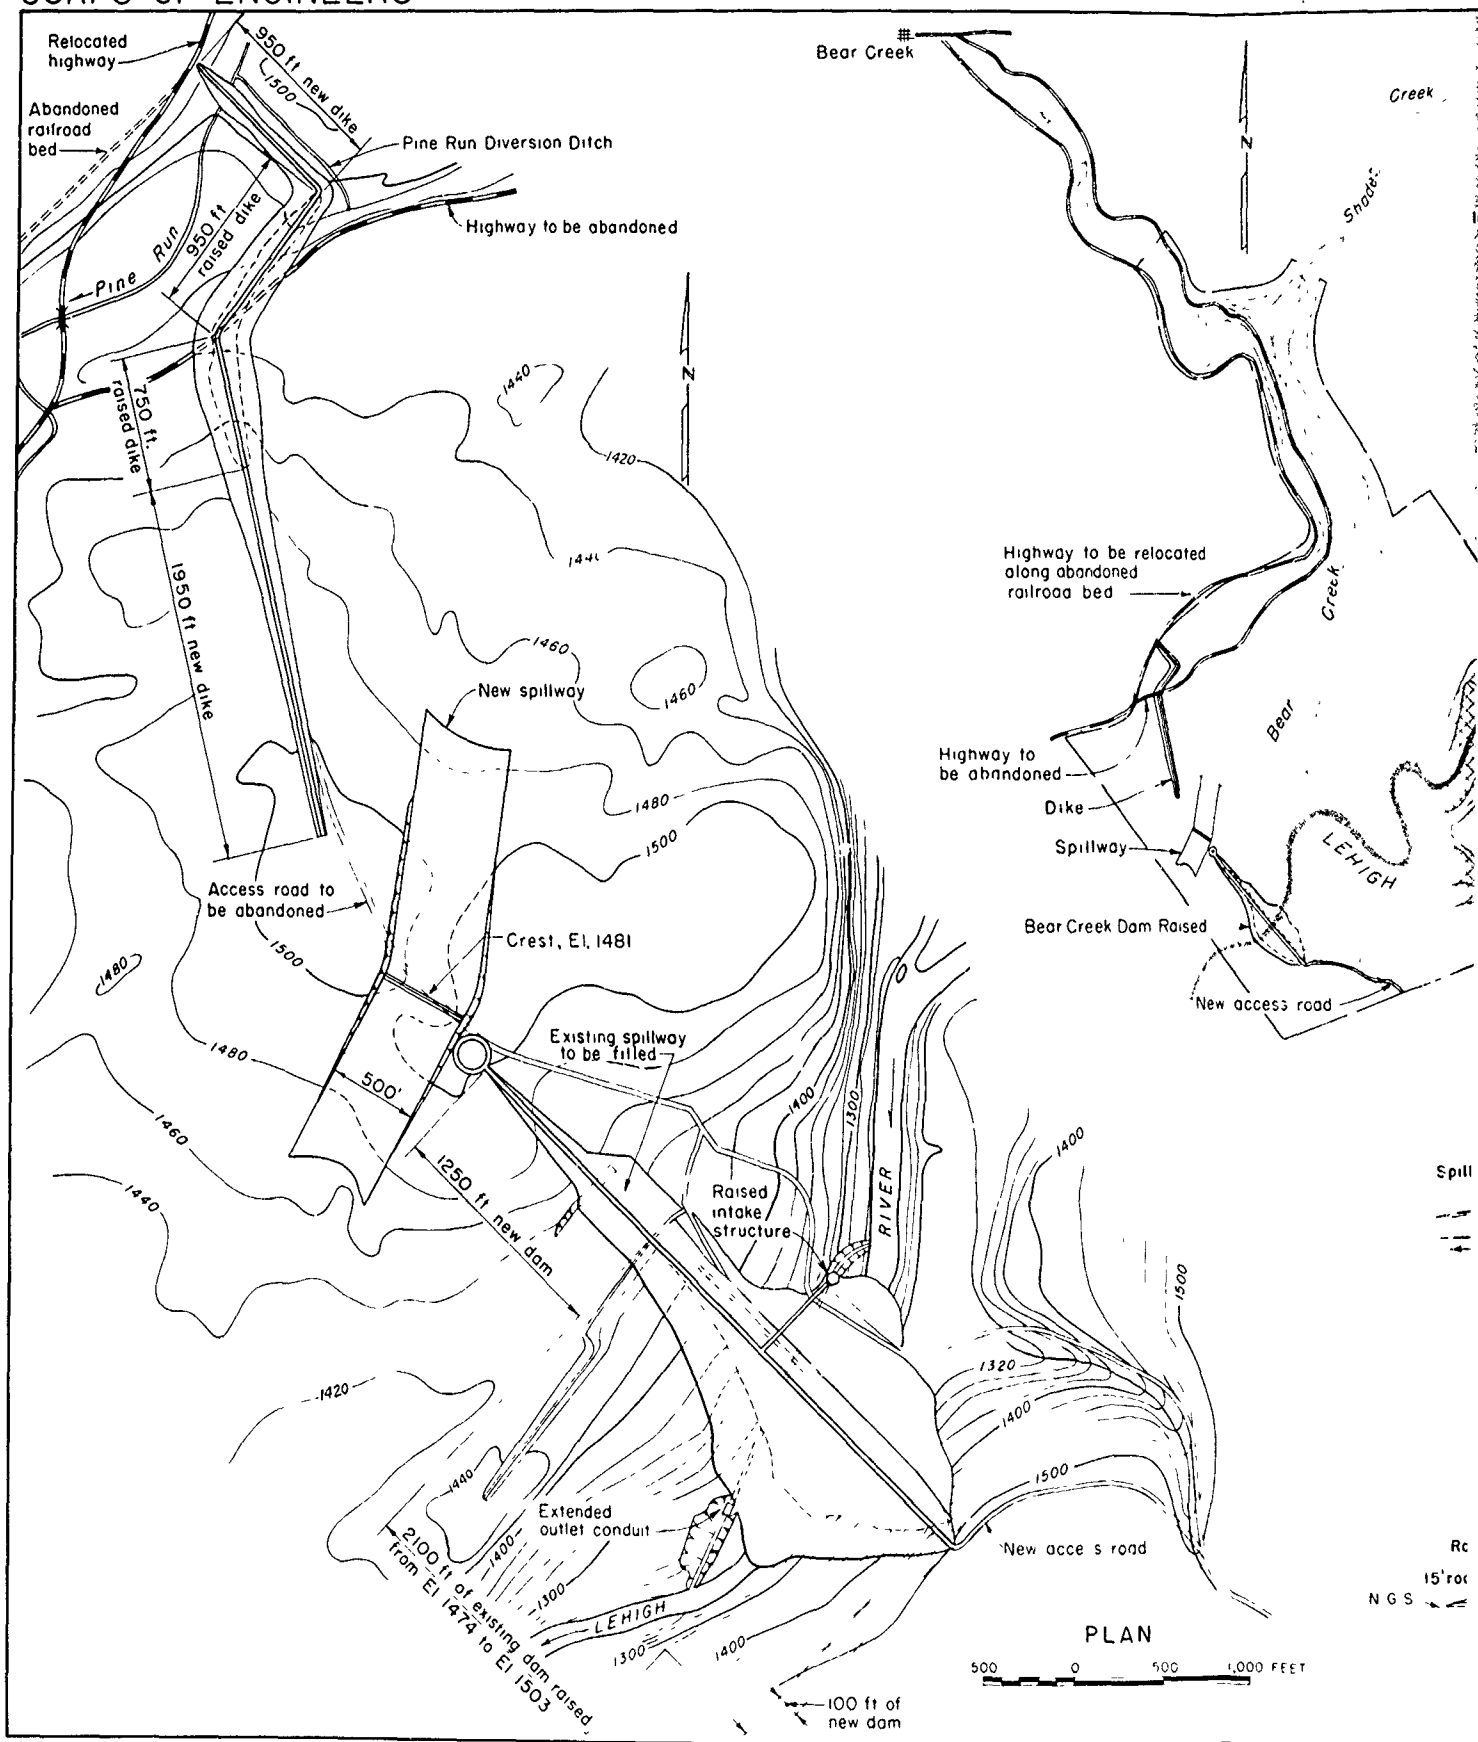 CORPS OF ENGINEERS
Relocated
highway
950 ft new dike
1500
Abandoned
railroad
bed
Pine Run Diversion Ditch
950 ft
raised dike
Highway to be abandoned
Pine Run
750 ft.
raised dike
1950 ft new dike
N
1440
1420
1460
New spillway
1460
1480
1500
Access road to
be abandoned
1500
1480
Crest, El. 1481
1480
500'
Existing spillway
to be filled
1460
1440
1250 ft new dam
1400
1300
RIVER
Raised
intake
structure
1400
1500
1420
1320
1400
1500
1440
Extended
outlet conduit
1400
1300
2100 ft of existing dam raised
from El 1474 to El 1503
LEHIGH
1300
1400
New access road
100 ft of
new dam
PLAN
500 0 500 1,000 FEET
Bear Creek
N
Creek
Shades
Highway to be relocated
along abandoned
railroad bed
Creek
Bear
Highway to
be abandoned
Dike
Spillway
LEHIGH
Bear Creek Dam Raised
New access road
Spill
15' roc
N G S